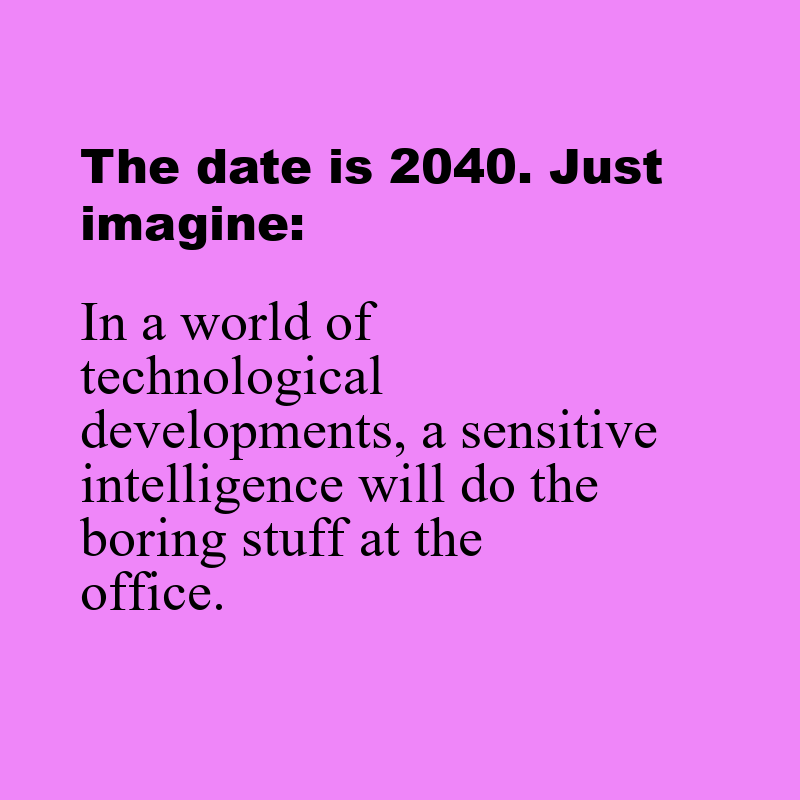 The date is 2040. Just
imagine:
In a world of
technological
developments, a sensitive
intelligence will do the
boring stuff at the
office.